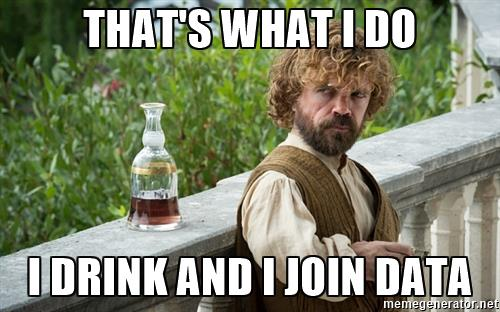 THAT'S WHAT I DO
I DRINK AND I JOIN DATA
memegenerator.net